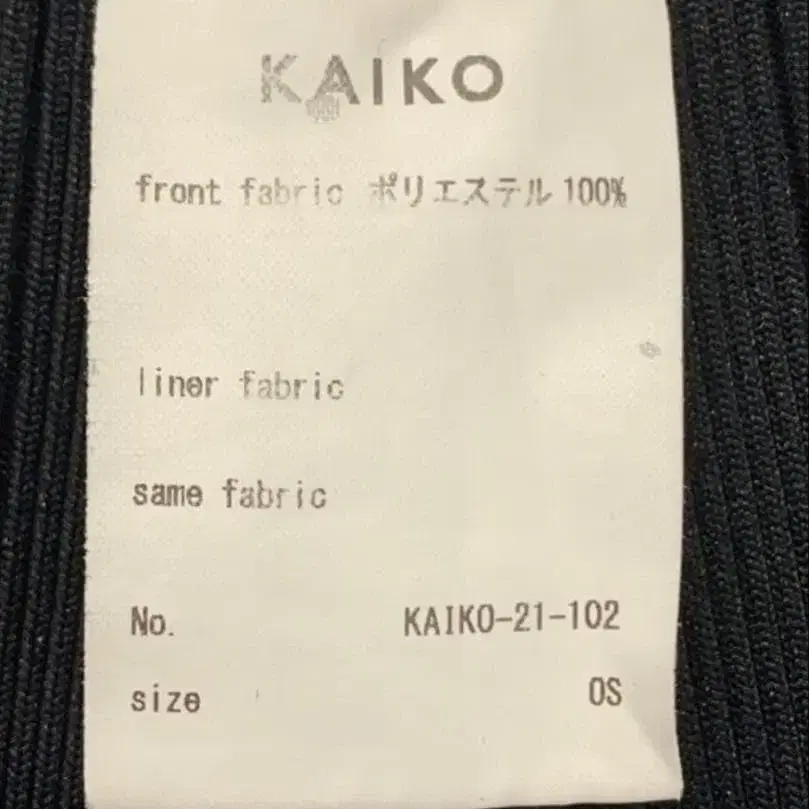 KAIKO
front fabric ポリエステル 100%
liner fabric
same fabric
No. KAIKO-21-102
size OS